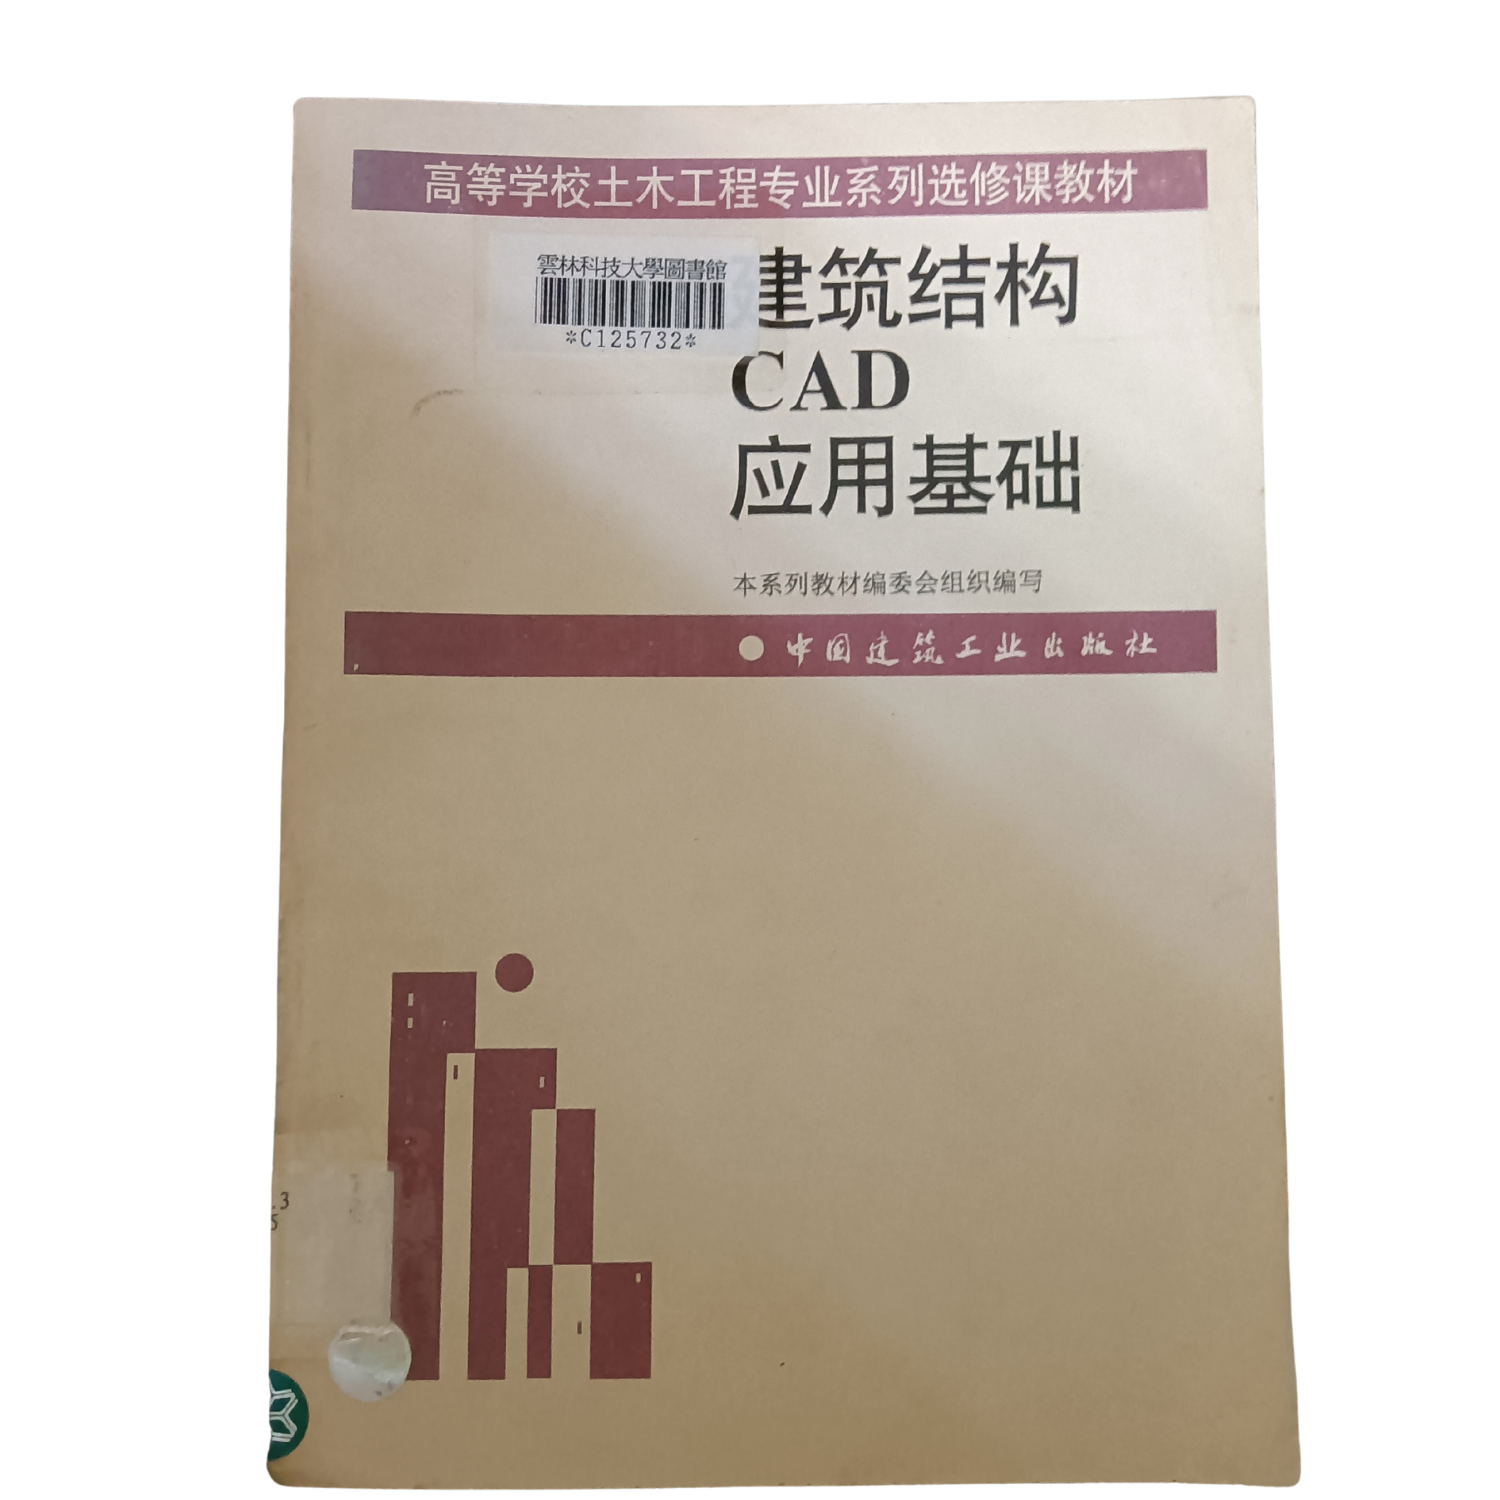 高等学校土木工程专业系列选修课教材
雲林科技大學圖書館
*C125732*
建筑结构
CAD
应用基础
本系列教材编委会组织编写
中国建筑工业出版社
.3
5